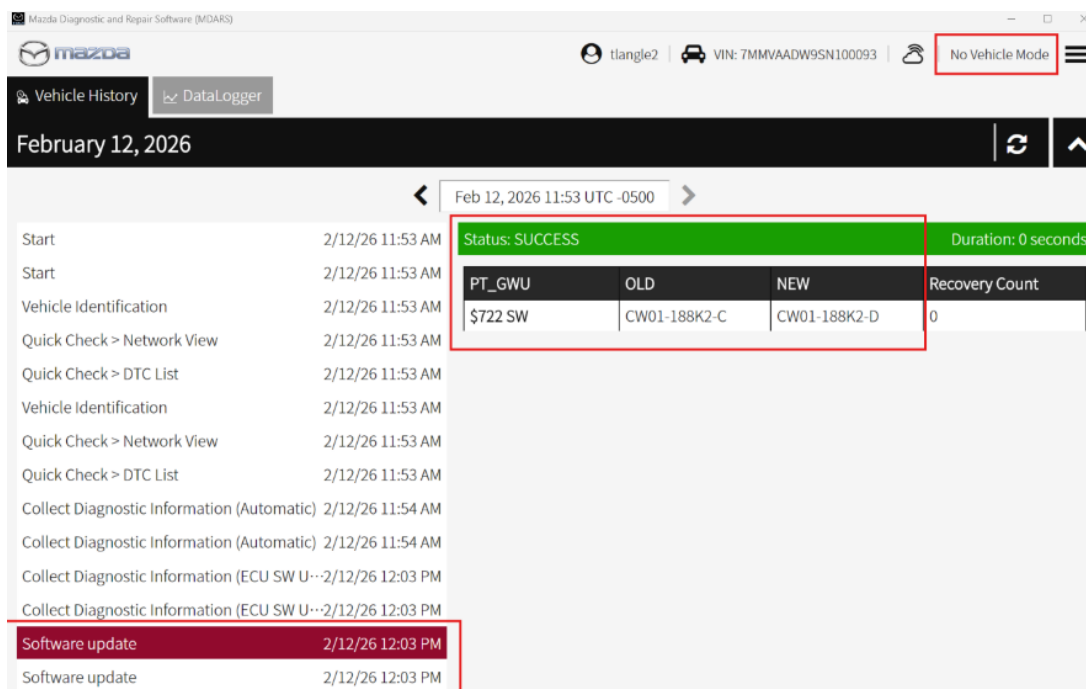 Mazda Diagnostic and Repair Software (MDARS)
mazda
tlangle2
VIN: 7MMVAADW9SN100093
No Vehicle Mode
Vehicle History
DataLogger
February 12, 2026
Feb 12, 2026 11:53 UTC -0500
Start 2/12/26 11:53 AM
Start 2/12/26 11:53 AM
Vehicle Identification 2/12/26 11:53 AM
Quick Check > Network View 2/12/26 11:53 AM
Quick Check > DTC List 2/12/26 11:53 AM
Vehicle Identification 2/12/26 11:53 AM
Quick Check > Network View 2/12/26 11:53 AM
Quick Check > DTC List 2/12/26 11:53 AM
Collect Diagnostic Information (Automatic) 2/12/26 11:54 AM
Collect Diagnostic Information (Automatic) 2/12/26 11:54 AM
Collect Diagnostic Information (ECU SW U⋯ 2/12/26 12:03 PM
Collect Diagnostic Information (ECU SW U⋯ 2/12/26 12:03 PM
Software update 2/12/26 12:03 PM
Software update 2/12/26 12:03 PM
Status: SUCCESS Duration: 0 seconds
PT_GWU OLD NEW Recovery Count
$722 SW CW01-188K2-C CW01-188K2-D 0